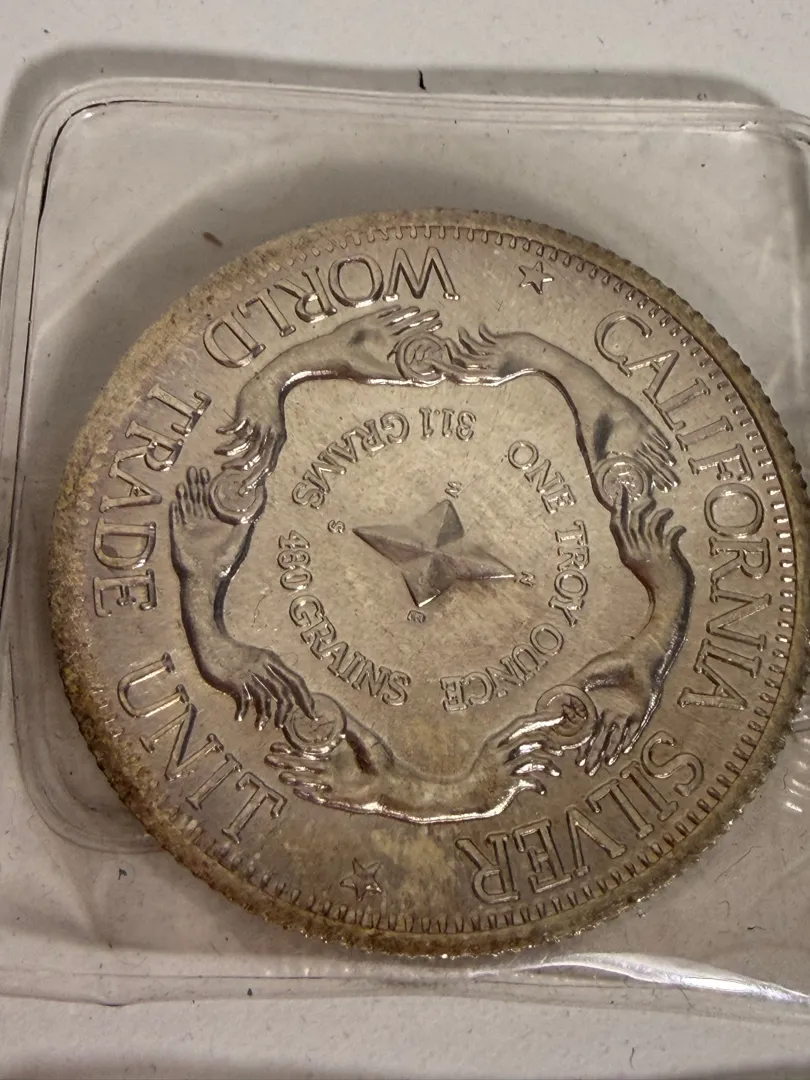 CALIFORNIA SILVER
WORLD TRADE UNIT
ONE TROY OUNCE
480 GRAINS
31.1 GRAMS
N
E
S